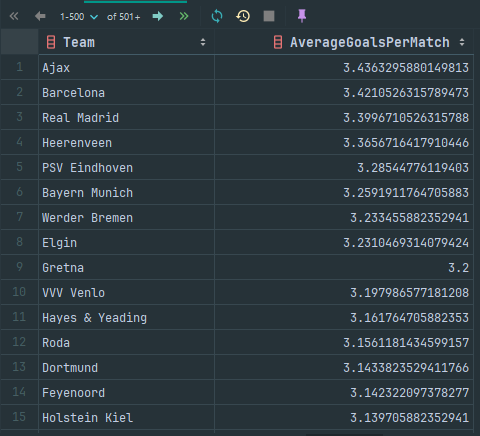 1-500 of 501+
Team AverageGoalsPerMatch
1 Ajax 3.4363295880149813
2 Barcelona 3.4210526315789473
3 Real Madrid 3.3996710526315788
4 Heerenveen 3.3656716417910446
5 PSV Eindhoven 3.28544776119403
6 Bayern Munich 3.2591911764705883
7 Werder Bremen 3.233455882352941
8 Elgin 3.2310469314079424
9 Gretna 3.2
10 VVV Venlo 3.197986577181208
11 Hayes & Yeading 3.161764705882353
12 Roda 3.1561181434599157
13 Dortmund 3.1433823529411766
14 Feyenoord 3.142322097378277
15 Holstein Kiel 3.139705882352941